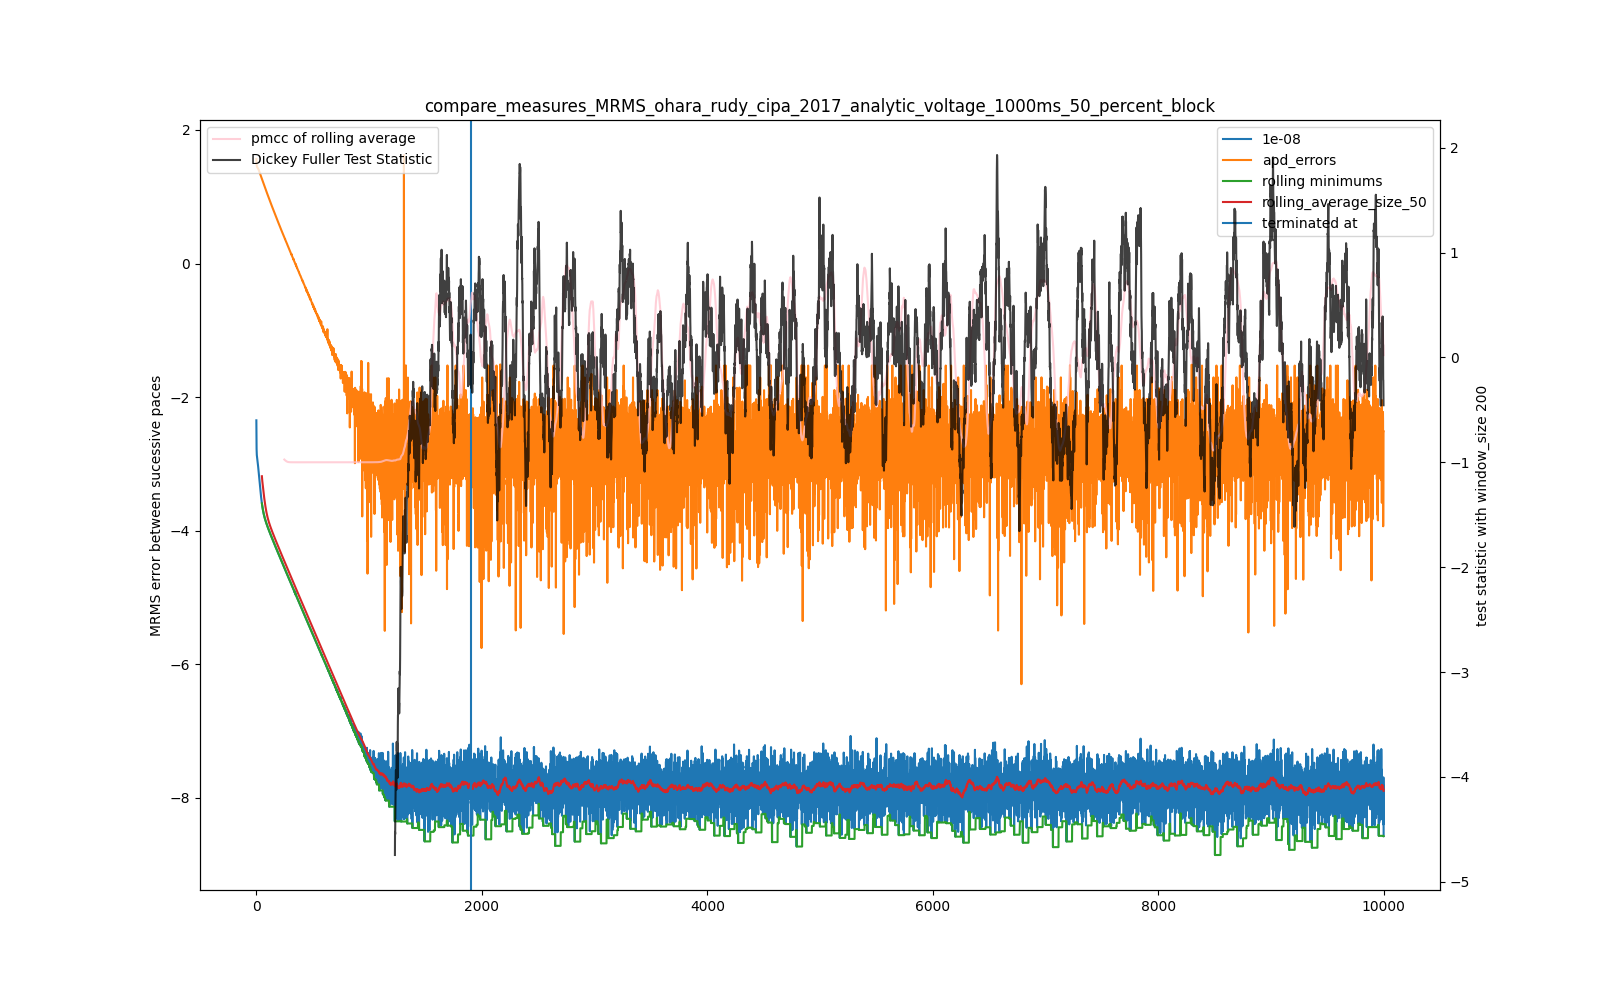 compare_measures_MRMS_ohara_rudy_cipa_2017_analytic_voltage_1000ms_50_percent_block
pmcc of rolling average
Dickey Fuller Test Statistic
1e-08
apd_errors
rolling minimums
rolling_average_size_50
terminated at
MRMS error between sucessive paces
2
0
−2
−4
−6
−8
test statistic with window_size 200
2
1
0
−1
−2
−3
−4
−5
0
2000
4000
6000
8000
10000